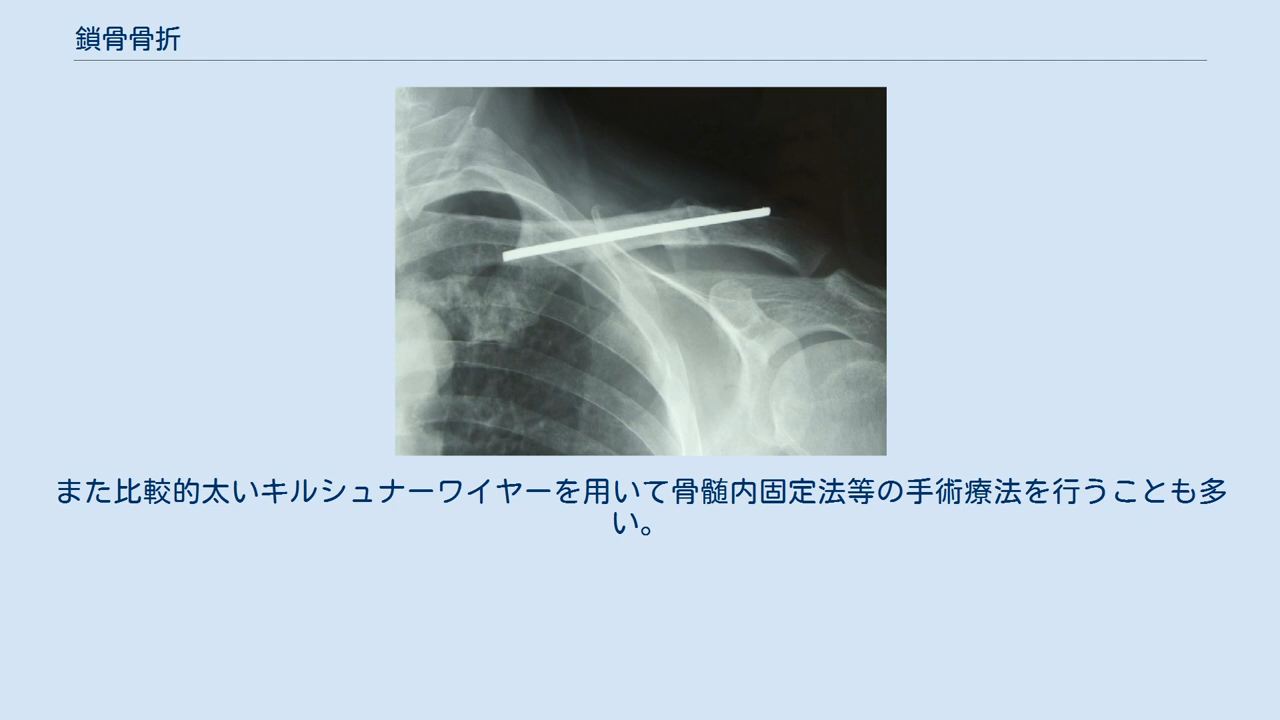 鎖骨骨折
また比較的太いキルシュナーワイヤーを用いて骨髄内固定法等の手術療法を行うことも多
い。